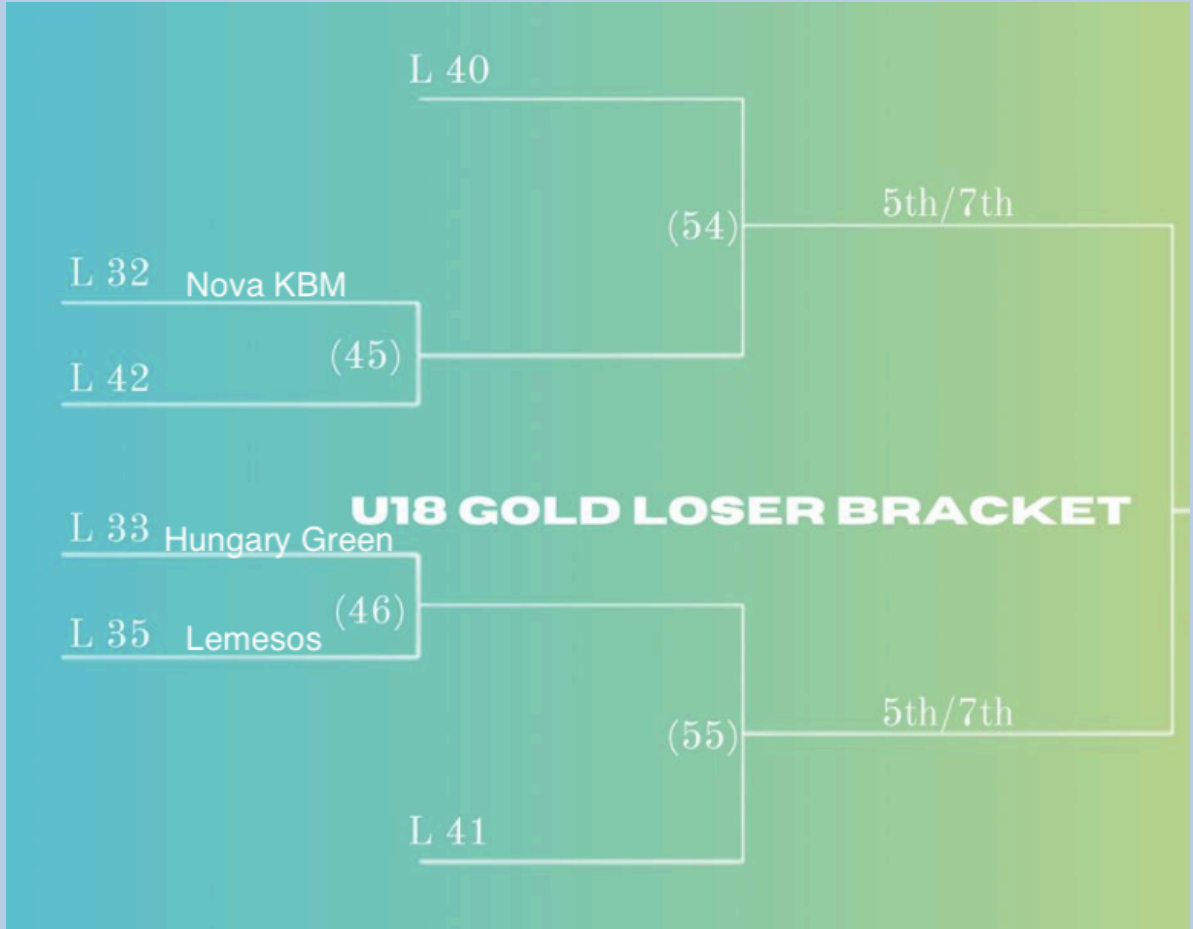 L 40
5th/7th
(54)
L 32 Nova KBM
(45)
L 42
U18 GOLD LOSER BRACKET
L 33 Hungary Green
(46)
L 35 Lemesos
5th/7th
(55)
L 41